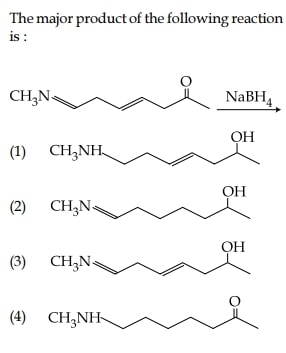 The major product of the following reaction
is :
O
CH₃N
NaBH₄
OH
(1) CH₃NH
OH
(2) CH₃N
OH
(3) CH₃N
O
(4) CH₃NH